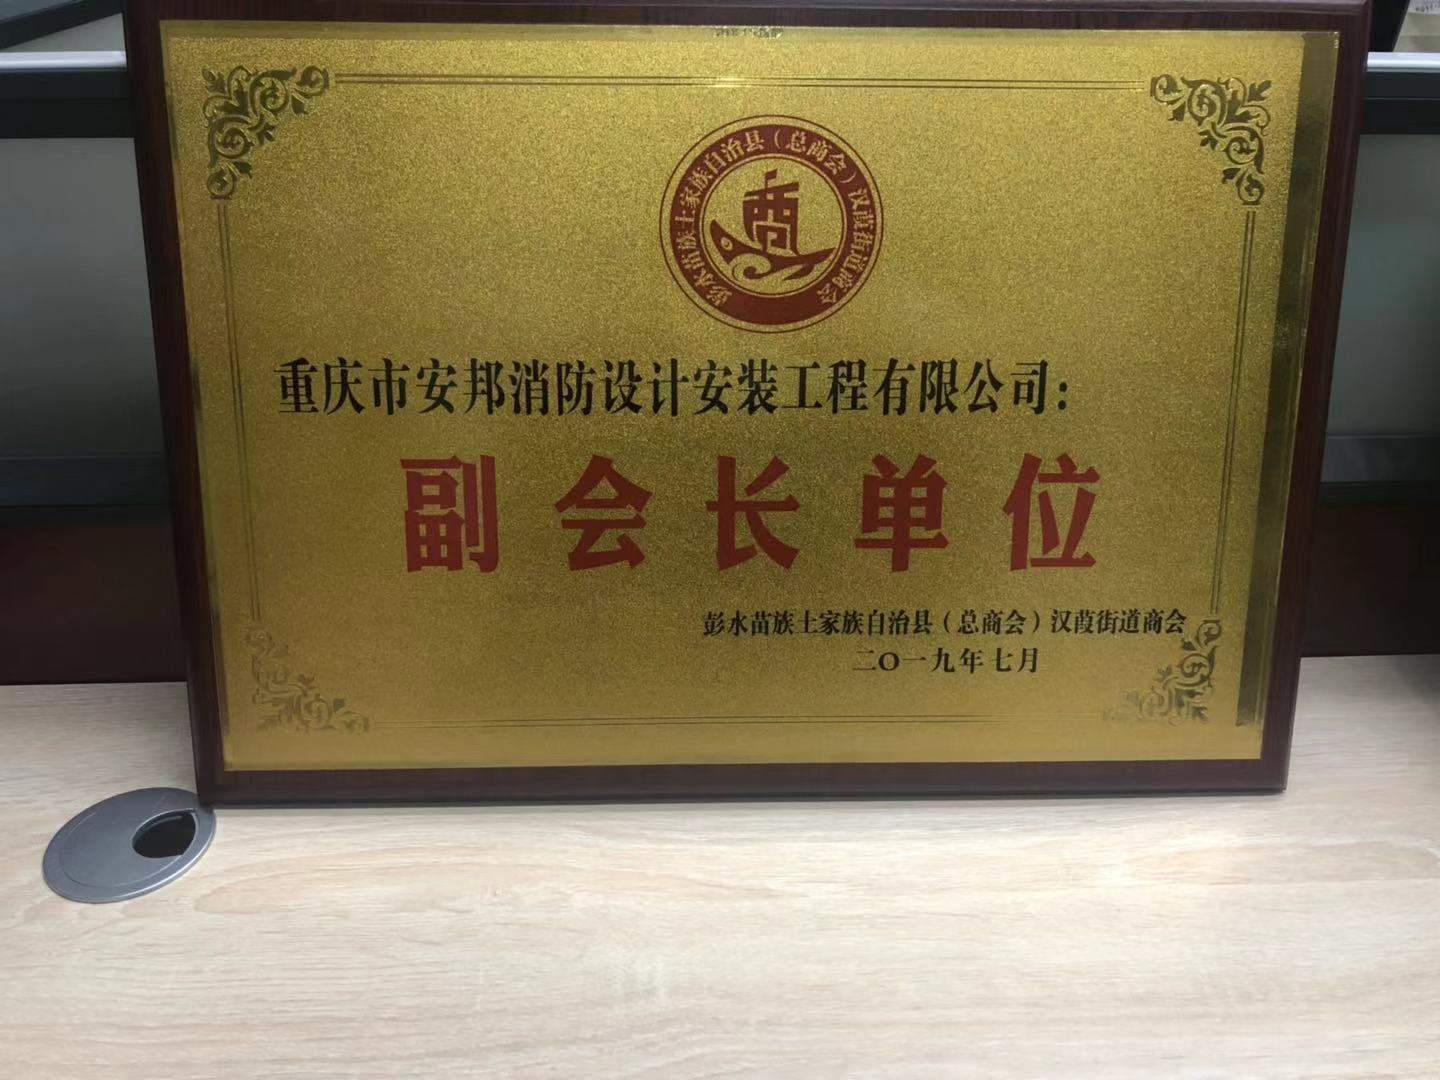 彭水苗族土家族自治县（总商会）汉葭街道商会
商
重庆市安邦消防设计安装工程有限公司：
副会长单位
彭水苗族土家族自治县（总商会）汉葭街道商会
二〇一九年七月